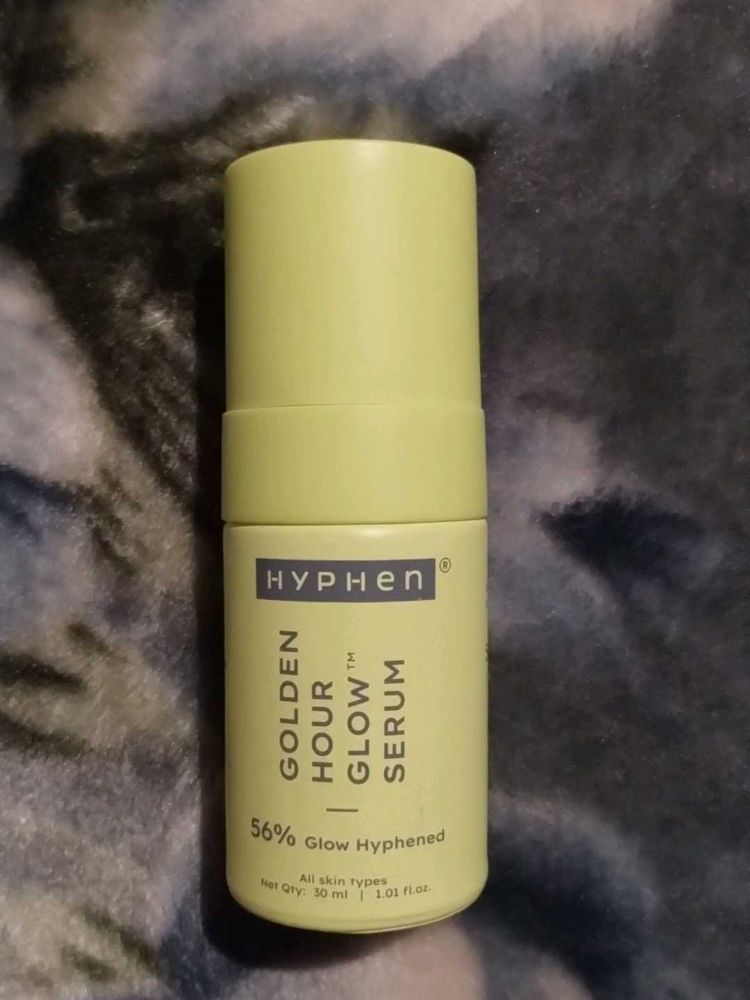 HYPHEN®
GOLDEN
HOUR
GLOW™
SERUM
56% Glow Hyphened
All skin types
Net Qty: 30 ml | 1.01 fl.oz.